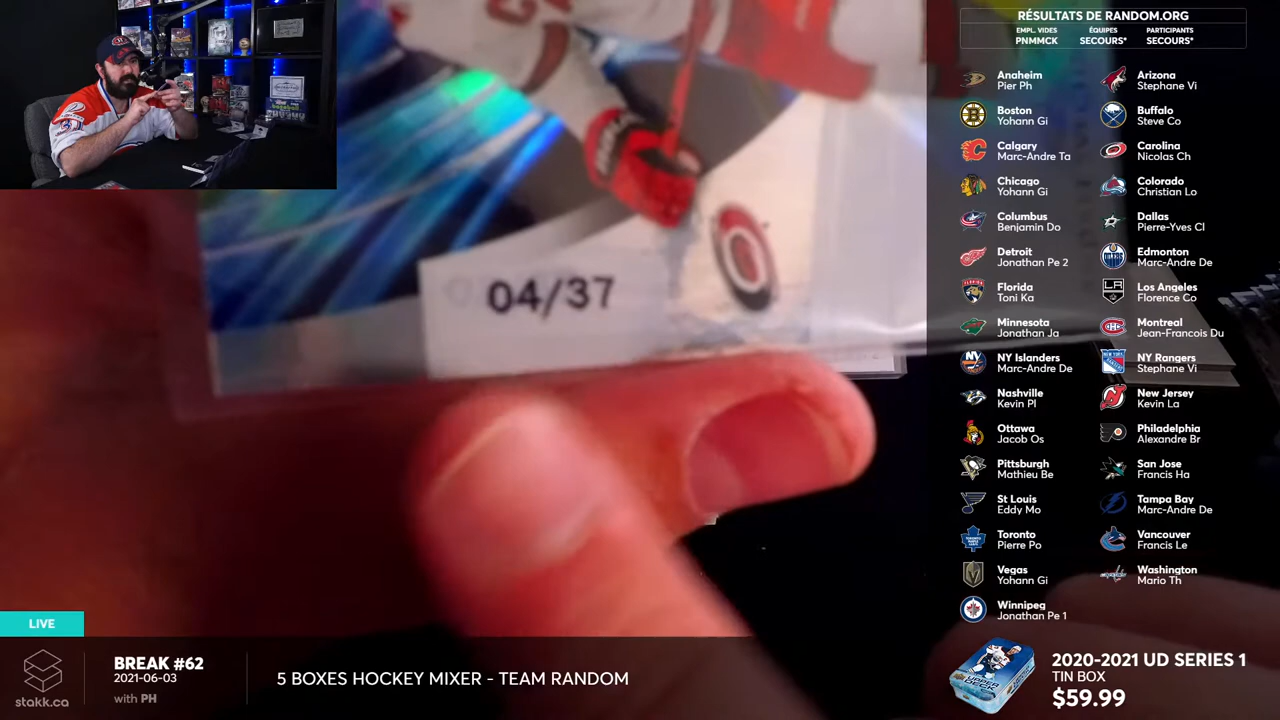 RÉSULTATS DE RANDOM.ORG
EMPL. VIDES
PNMMCK
ÉQUIPES
SECOURS*
PARTICIPANTS
SECOURS*
Anaheim
Pier Ph
Arizona
Stephane Vi
Boston
Yohann Gi
Buffalo
Steve Co
Calgary
Marc-Andre Ta
Carolina
Nicolas Ch
Chicago
Yohann Gi
Colorado
Christian Lo
Columbus
Benjamin Do
Dallas
Pierre-Yves Cl
Detroit
Jonathan Pe 2
Edmonton
Marc-Andre De
Florida
Toni Ka
Los Angeles
Florence Co
Minnesota
Jonathan Ja
Montreal
Jean-Francois Du
NY Islanders
Marc-Andre De
NY Rangers
Stephane Vi
Nashville
Kevin Pl
New Jersey
Kevin La
Ottawa
Jacob Os
Philadelphia
Alexandre Br
Pittsburgh
Mathieu Be
San Jose
Francis Ha
St Louis
Eddy Mo
Tampa Bay
Marc-Andre De
Toronto
Pierre Po
Vancouver
Francis Le
Vegas
Yohann Gi
Washington
Mario Th
Winnipeg
Jonathan Pe 1
04/37
LIVE
stakk.ca
BREAK #62
2021-06-03
with PH
5 BOXES HOCKEY MIXER - TEAM RANDOM
2020-2021 UD SERIES 1
TIN BOX
$59.99